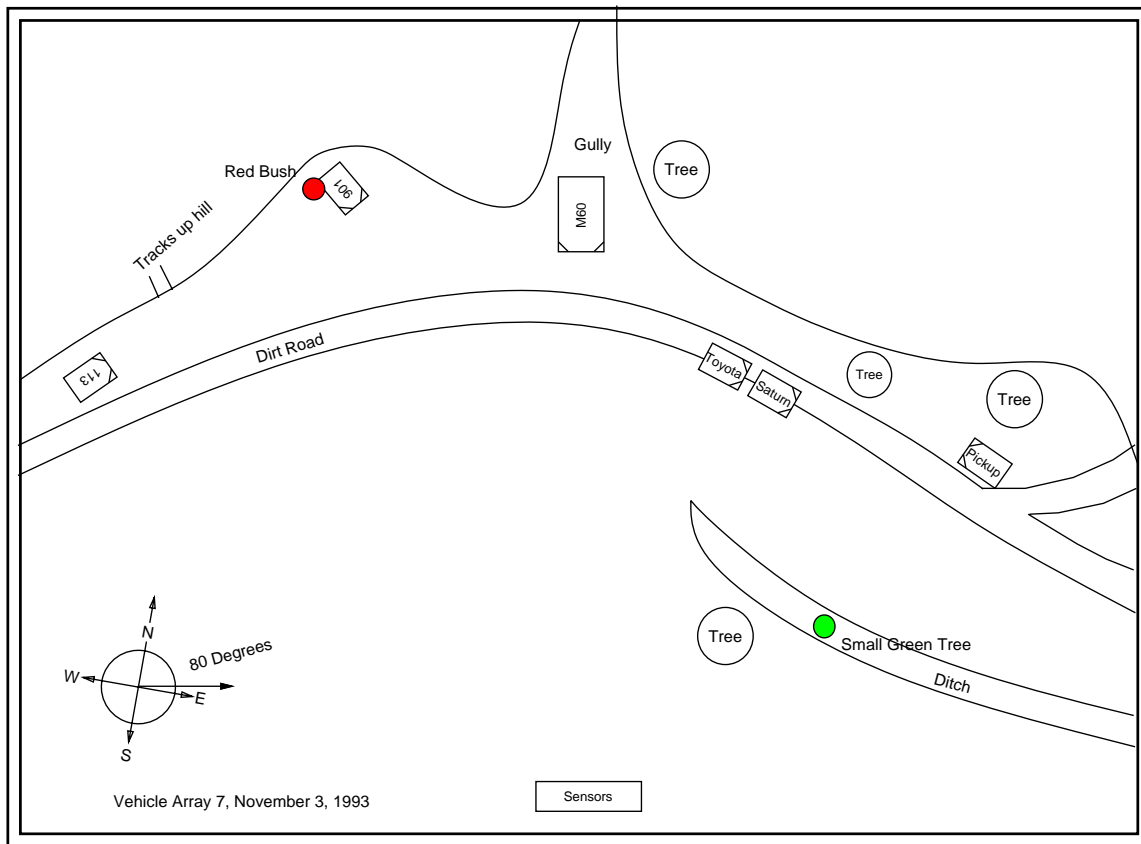 Gully
Tree
Red Bush
901
M60
Tracks up hill
Dirt Road
113
Toyota
Saturn
Tree
Tree
Pickup
Tree
Small Green Tree
Ditch
N
80 Degrees
W
E
S
Vehicle Array 7, November 3, 1993
Sensors